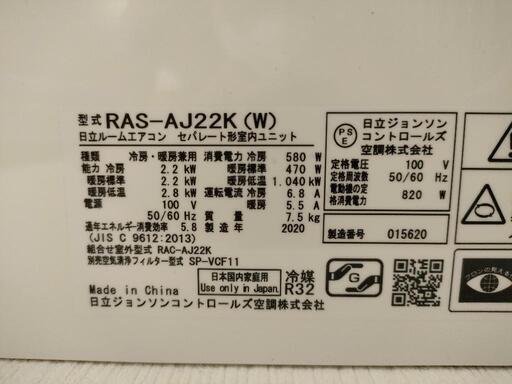 型式 RAS-AJ22K(W)
日立ルームエアコン セパレート形室内ユニット
種類 冷房・暖房兼用 消費電力 冷房 580 W
能力 冷房 2.2 kW 暖房標準 470 W
暖房標準 2.2 kW 暖房低温 1.040 kW
暖房低温 2.8 kW 運転電流 冷房 6.8 A
電源 100 V 暖房 5.5 A
50/60 Hz 質量 7.5 kg
通年エネルギー消費効率 5.8 製造年 2020
(JIS C 9612:2013)
組合せ室外型式 RAC-AJ22K
別売空気清浄フィルター型式 SP-VCF11
日本国内家庭用
Use only in Japan.
冷媒
R32
Made in China
日立ジョンソンコントロールズ空調株式会社
PS
E
日立ジョンソン
コントロールズ
空調株式会社
定格電圧 100 V
定格周波数 50/60 Hz
電動機の定
格消費電力 820 W
製造番号 015620
G
フロンの見える